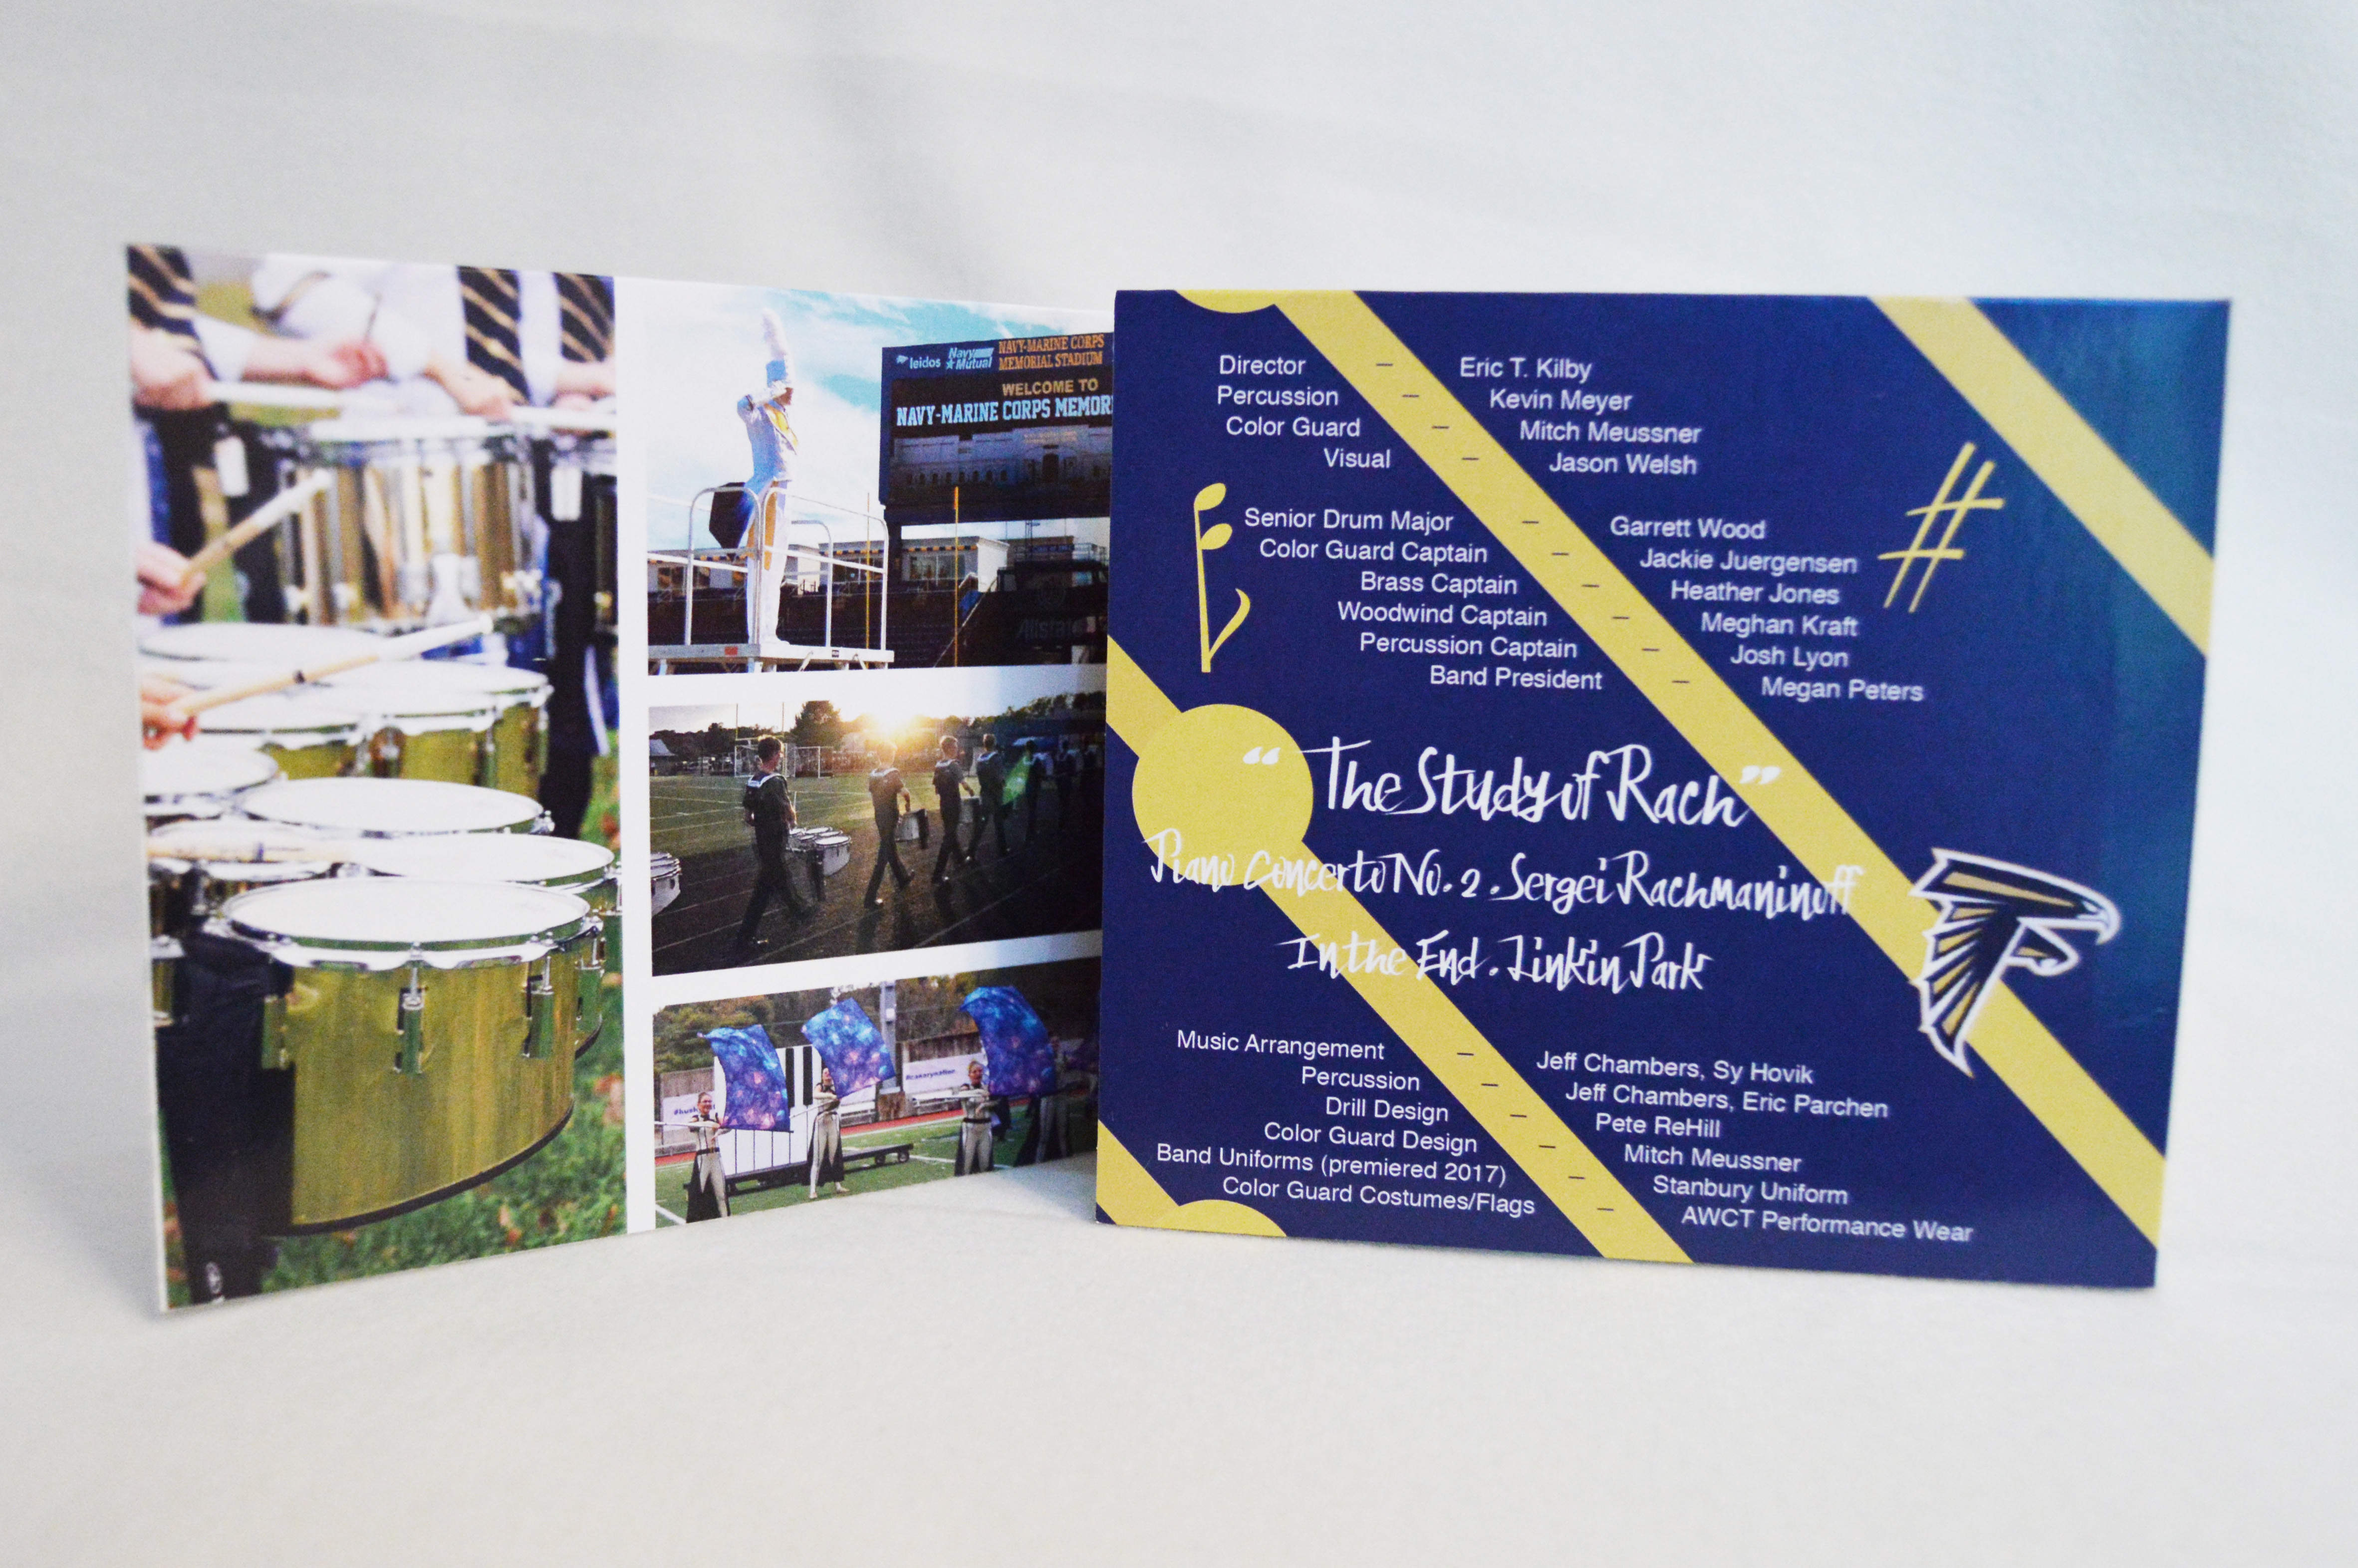 leidos
Navy Mutual
NAVY-MARINE CORPS
MEMORIAL STADIUM
WELCOME TO
NAVY-MARINE CORPS MEMOR
Allstate
Director – Eric T. Kilby
Percussion – Kevin Meyer
Color Guard – Mitch Meussner
Visual – Jason Welsh
Senior Drum Major – Garrett Wood
Color Guard Captain – Jackie Juergensen
Brass Captain – Heather Jones
Woodwind Captain – Meghan Kraft
Percussion Captain – Josh Lyon
Band President – Megan Peters
“The Study of Rach”
Piano Concerto No. 2 . Sergei Rachmaninoff
In the End . Linkin Park
Music Arrangement – Jeff Chambers, Sy Hovik
Percussion – Jeff Chambers, Eric Parchen
Drill Design – Pete ReHill
Color Guard Design – Mitch Meussner
Band Uniforms (premiered 2017) – Stanbury Uniform
Color Guard Costumes/Flags – AWCT Performance Wear